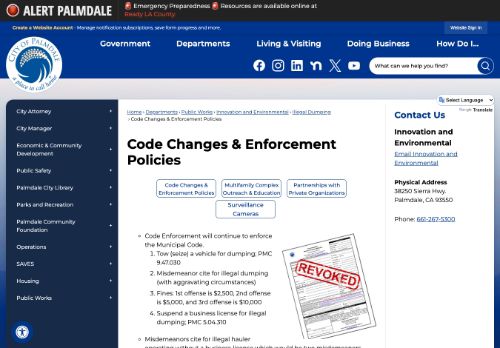 ALERT PALMDALE
Emergency Preparedness
Resources are available online at
Ready LA County.
Create a Website Account - Manage notification subscriptions, save form progress and more.
Website Sign In
CITY OF PALMDALE
a place to call home
Government
Departments
Living & Visiting
Doing Business
How Do I...
What can we help you find?
Select Language
Google Translate
City Attorney +
City Manager +
Economic & Community
Development +
Public Safety +
Palmdale City Library +
Parks and Recreation +
Palmdale Community
Foundation +
Operations +
SAVES +
Housing +
Public Works +
Home › Departments › Public Works › Innovation and Environmental › Illegal Dumping
› Code Changes & Enforcement Policies
Code Changes & Enforcement
Policies
Code Changes &
Enforcement Policies
Multifamily Complex
Outreach & Education
Partnerships with
Private Organizations
Surveillance
Cameras
Code Enforcement will continue to enforce
the Municipal Code.
1. Tow (seize) a vehicle for dumping; PMC
9.47.030
2. Misdemeanor cite for illegal dumping
(with aggravating circumstances)
3. Fines: 1st offense is $2,500, 2nd offense
is $5,000, and 3rd offense is $10,000
4. Suspend a business license for illegal
dumping; PMC 5.04.310
Misdemeanors cite for illegal hauler
operating without a business license which would be two misdemeanors
REVOKED
Contact Us
Innovation and
Environmental
Email Innovation and
Environmental
Physical Address
38250 Sierra Hwy.
Palmdale, CA 93550
Phone: 661-267-5300